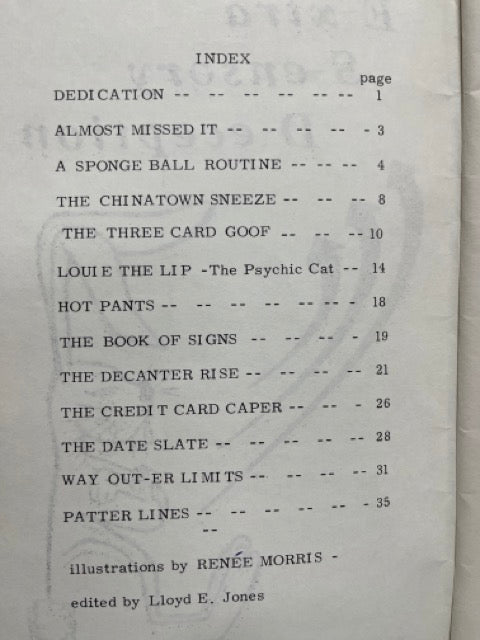 INDEX
page
DEDICATION -- -- -- -- -- -- 1
ALMOST MISSED IT -- -- -- -- - 3
A SPONGE BALL ROUTINE -- -- -- 4
THE CHINATOWN SNEEZE -- -- -- 8
THE THREE CARD GOOF -- -- -- 10
LOUIE THE LIP -The Psychic Cat -- 14
HOT PANTS -- -- -- -- -- -- - 18
THE BOOK OF SIGNS -- -- -- - 19
THE DECANTER RISE -- -- -- -- 21
THE CREDIT CARD CAPER -- -- - 26
THE DATE SLATE -- -- -- -- -- 28
WAY OUT-ER LIMITS -- -- -- -- 31
PATTER LINES -- -- -- -- -- - 35
--
illustrations by RENÉE MORRIS -
edited by Lloyd E. Jones